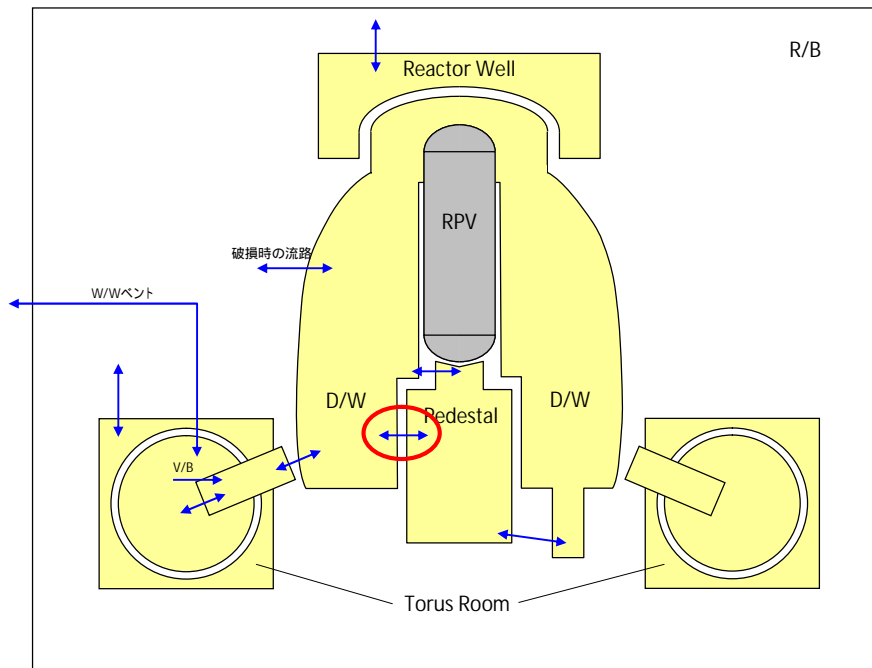 R/B
Reactor Well
RPV
破損時の流路
W/Wベント
D/W
Pedestal
D/W
V/B
Torus Room